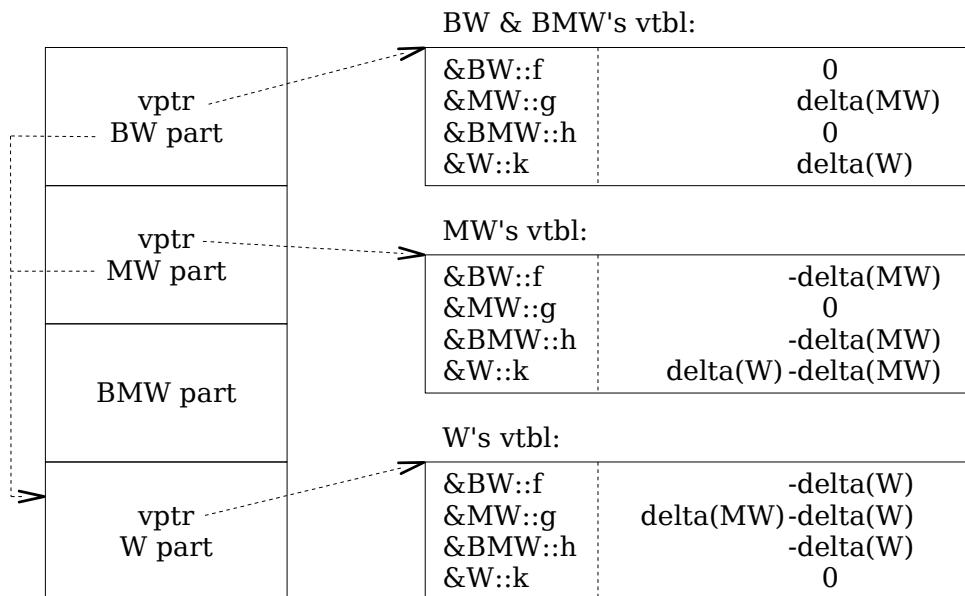 BW & BMW's vtbl:
vptr
BW part
&BW::f 0
&MW::g delta(MW)
&BMW::h 0
&W::k delta(W)
MW's vtbl:
vptr
MW part
&BW::f -delta(MW)
&MW::g 0
&BMW::h -delta(MW)
&W::k delta(W) -delta(MW)
BMW part
W's vtbl:
vptr
W part
&BW::f -delta(W)
&MW::g delta(MW)-delta(W)
&BMW::h -delta(W)
&W::k 0